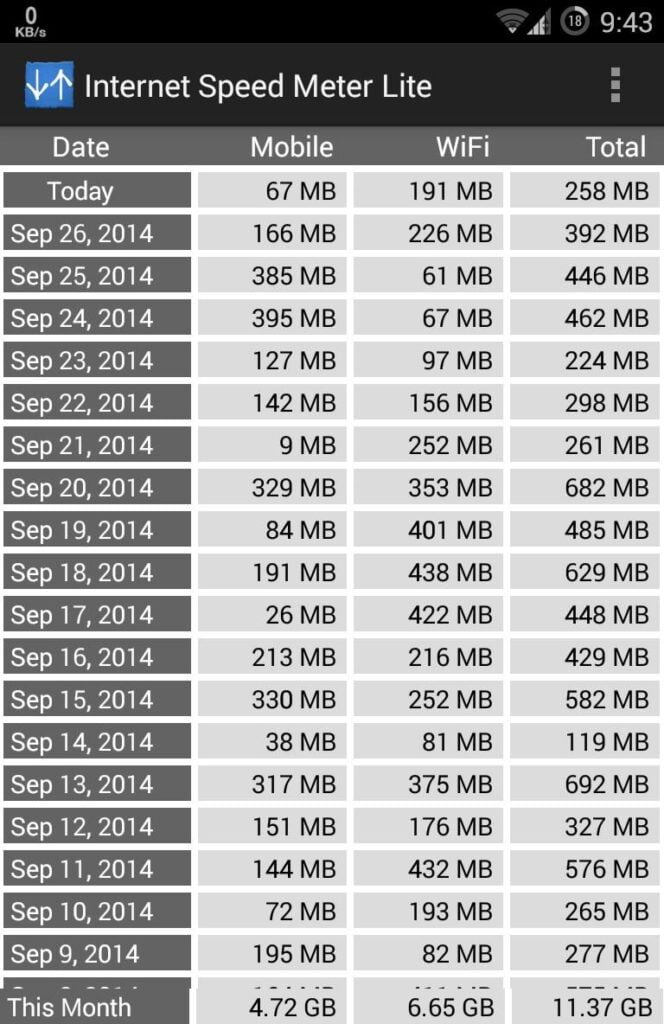 0
KB/s
18
9:43
Internet Speed Meter Lite
Date Mobile WiFi Total
Today 67 MB 191 MB 258 MB
Sep 26, 2014 166 MB 226 MB 392 MB
Sep 25, 2014 385 MB 61 MB 446 MB
Sep 24, 2014 395 MB 67 MB 462 MB
Sep 23, 2014 127 MB 97 MB 224 MB
Sep 22, 2014 142 MB 156 MB 298 MB
Sep 21, 2014 9 MB 252 MB 261 MB
Sep 20, 2014 329 MB 353 MB 682 MB
Sep 19, 2014 84 MB 401 MB 485 MB
Sep 18, 2014 191 MB 438 MB 629 MB
Sep 17, 2014 26 MB 422 MB 448 MB
Sep 16, 2014 213 MB 216 MB 429 MB
Sep 15, 2014 330 MB 252 MB 582 MB
Sep 14, 2014 38 MB 81 MB 119 MB
Sep 13, 2014 317 MB 375 MB 692 MB
Sep 12, 2014 151 MB 176 MB 327 MB
Sep 11, 2014 144 MB 432 MB 576 MB
Sep 10, 2014 72 MB 193 MB 265 MB
Sep 9, 2014 195 MB 82 MB 277 MB
This Month 4.72 GB 6.65 GB 11.37 GB